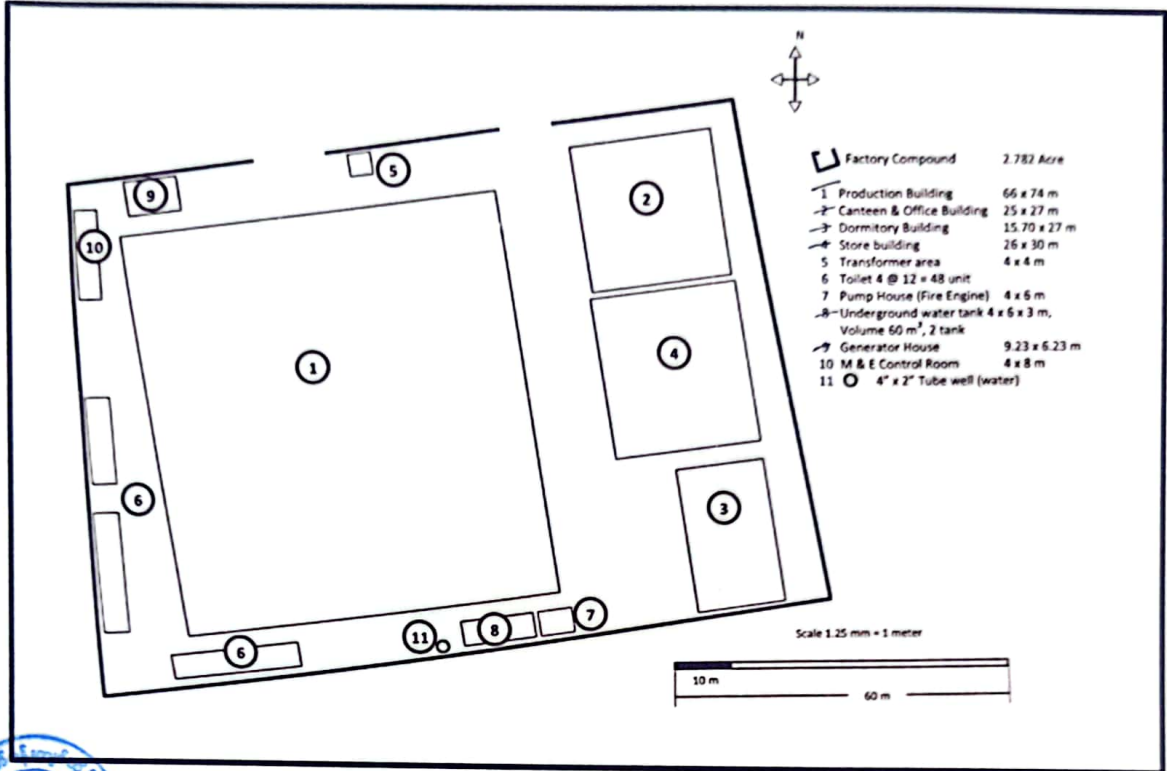 N
Factory Compound 2.782 Acre
1 Production Building 66 x 74 m
2 Canteen & Office Building 25 x 27 m
3 Dormitory Building 15.70 x 27 m
4 Store building 26 x 30 m
5 Transformer area 4 x 4 m
6 Toilet 4 @ 12 = 48 unit
7 Pump House (Fire Engine) 4 x 6 m
8 Underground water tank 4 x 6 x 3 m,
Volume 60 m³, 2 tank
9 Generator House 9.23 x 6.23 m
10 M & E Control Room 4 x 8 m
11 4" x 2" Tube well (water)
5
9
2
10
4
1
6
3
7
8
11
6
Scale 1.25 mm = 1 meter
10 m
60 m